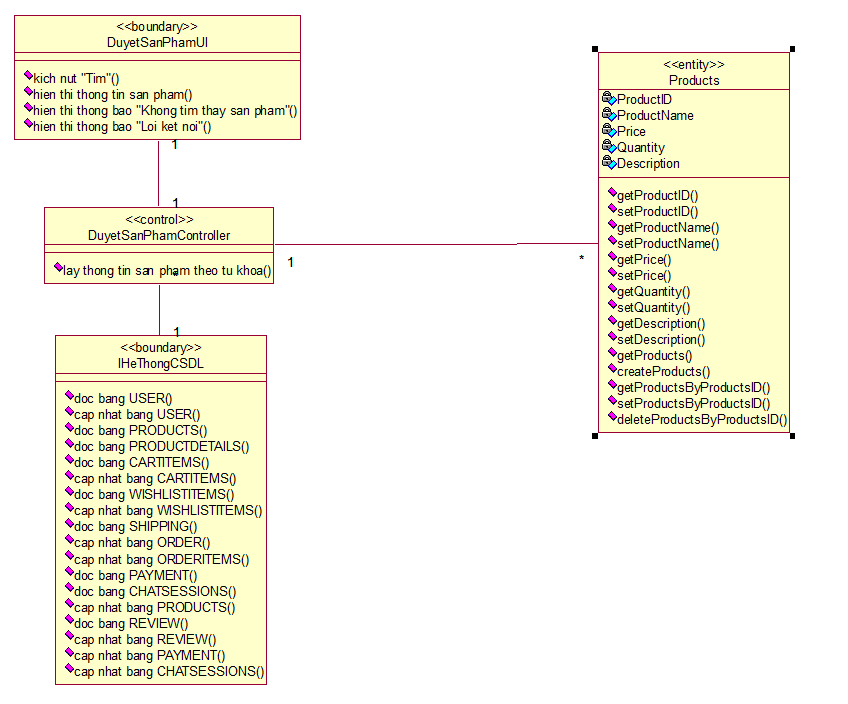 <<boundary>>
DuyetSanPhamUI
kich nut "Tim"()
hien thi thong tin san pham()
hien thi thong bao "Khong tim thay san pham"()
hien thi thong bao "Loi ket noi"()
1
1
<<control>>
DuyetSanPhamController
lay thong tin san pham theo tu khoa()
*
1
<<boundary>>
IHeThongCSDL
doc bang USER()
cap nhat bang USER()
doc bang PRODUCTS()
doc bang PRODUCTDETAILS()
doc bang CARTITEMS()
cap nhat bang CARTITEMS()
doc bang WISHLISTITEMS()
cap nhat bang WISHLISTITEMS()
doc bang SHIPPING()
cap nhat bang ORDER()
cap nhat bang ORDERITEMS()
doc bang PAYMENT()
doc bang CHATSESSIONS()
cap nhat bang PRODUCTS()
doc bang REVIEW()
cap nhat bang REVIEW()
cap nhat bang PAYMENT()
cap nhat bang CHATSESSIONS()
1
*
<<entity>>
Products
ProductID
ProductName
Price
Quantity
Description
getProductID()
setProductID()
getProductName()
setProductName()
getPrice()
setPrice()
getQuantity()
setQuantity()
getDescription()
setDescription()
getProducts()
createProducts()
getProductsByProductsID()
setProductsByProductsID()
deleteProductsByProductsID()